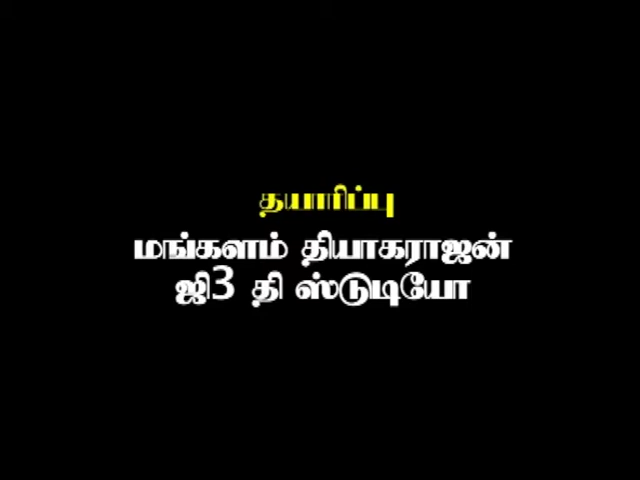 தயாரிப்பு
மங்களம் தியாகராஜன்
ஜி3 தி ஸ்டுடியோ